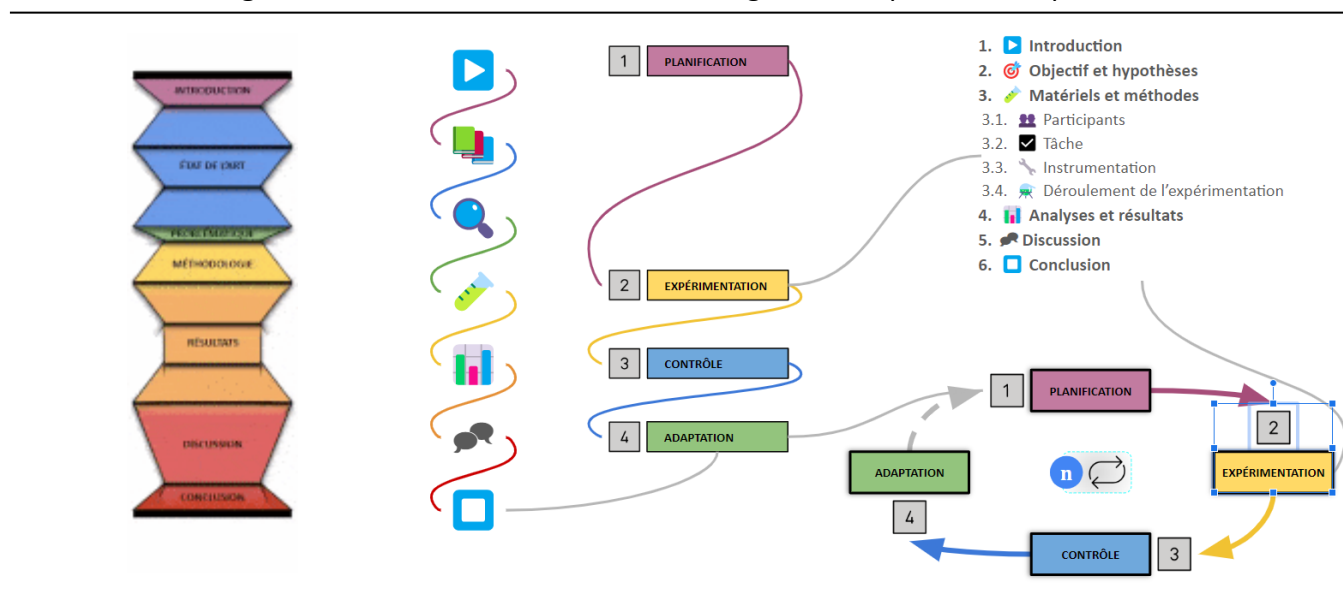 INTRODUCTION
ÉTAT DE L'ART
PROBLÉMATIQUE
MÉTHODOLOGIE
RÉSULTATS
DISCUSSION
CONCLUSION
1 PLANIFICATION
2 EXPÉRIMENTATION
3 CONTRÔLE
4 ADAPTATION
1. Introduction
2. Objectif et hypothèses
3. Matériels et méthodes
3.1. Participants
3.2. Tâche
3.3. Instrumentation
3.4. Déroulement de l'expérimentation
4. Analyses et résultats
5. Discussion
6. Conclusion
1 PLANIFICATION
2
EXPÉRIMENTATION
n
ADAPTATION
4
CONTRÔLE 3